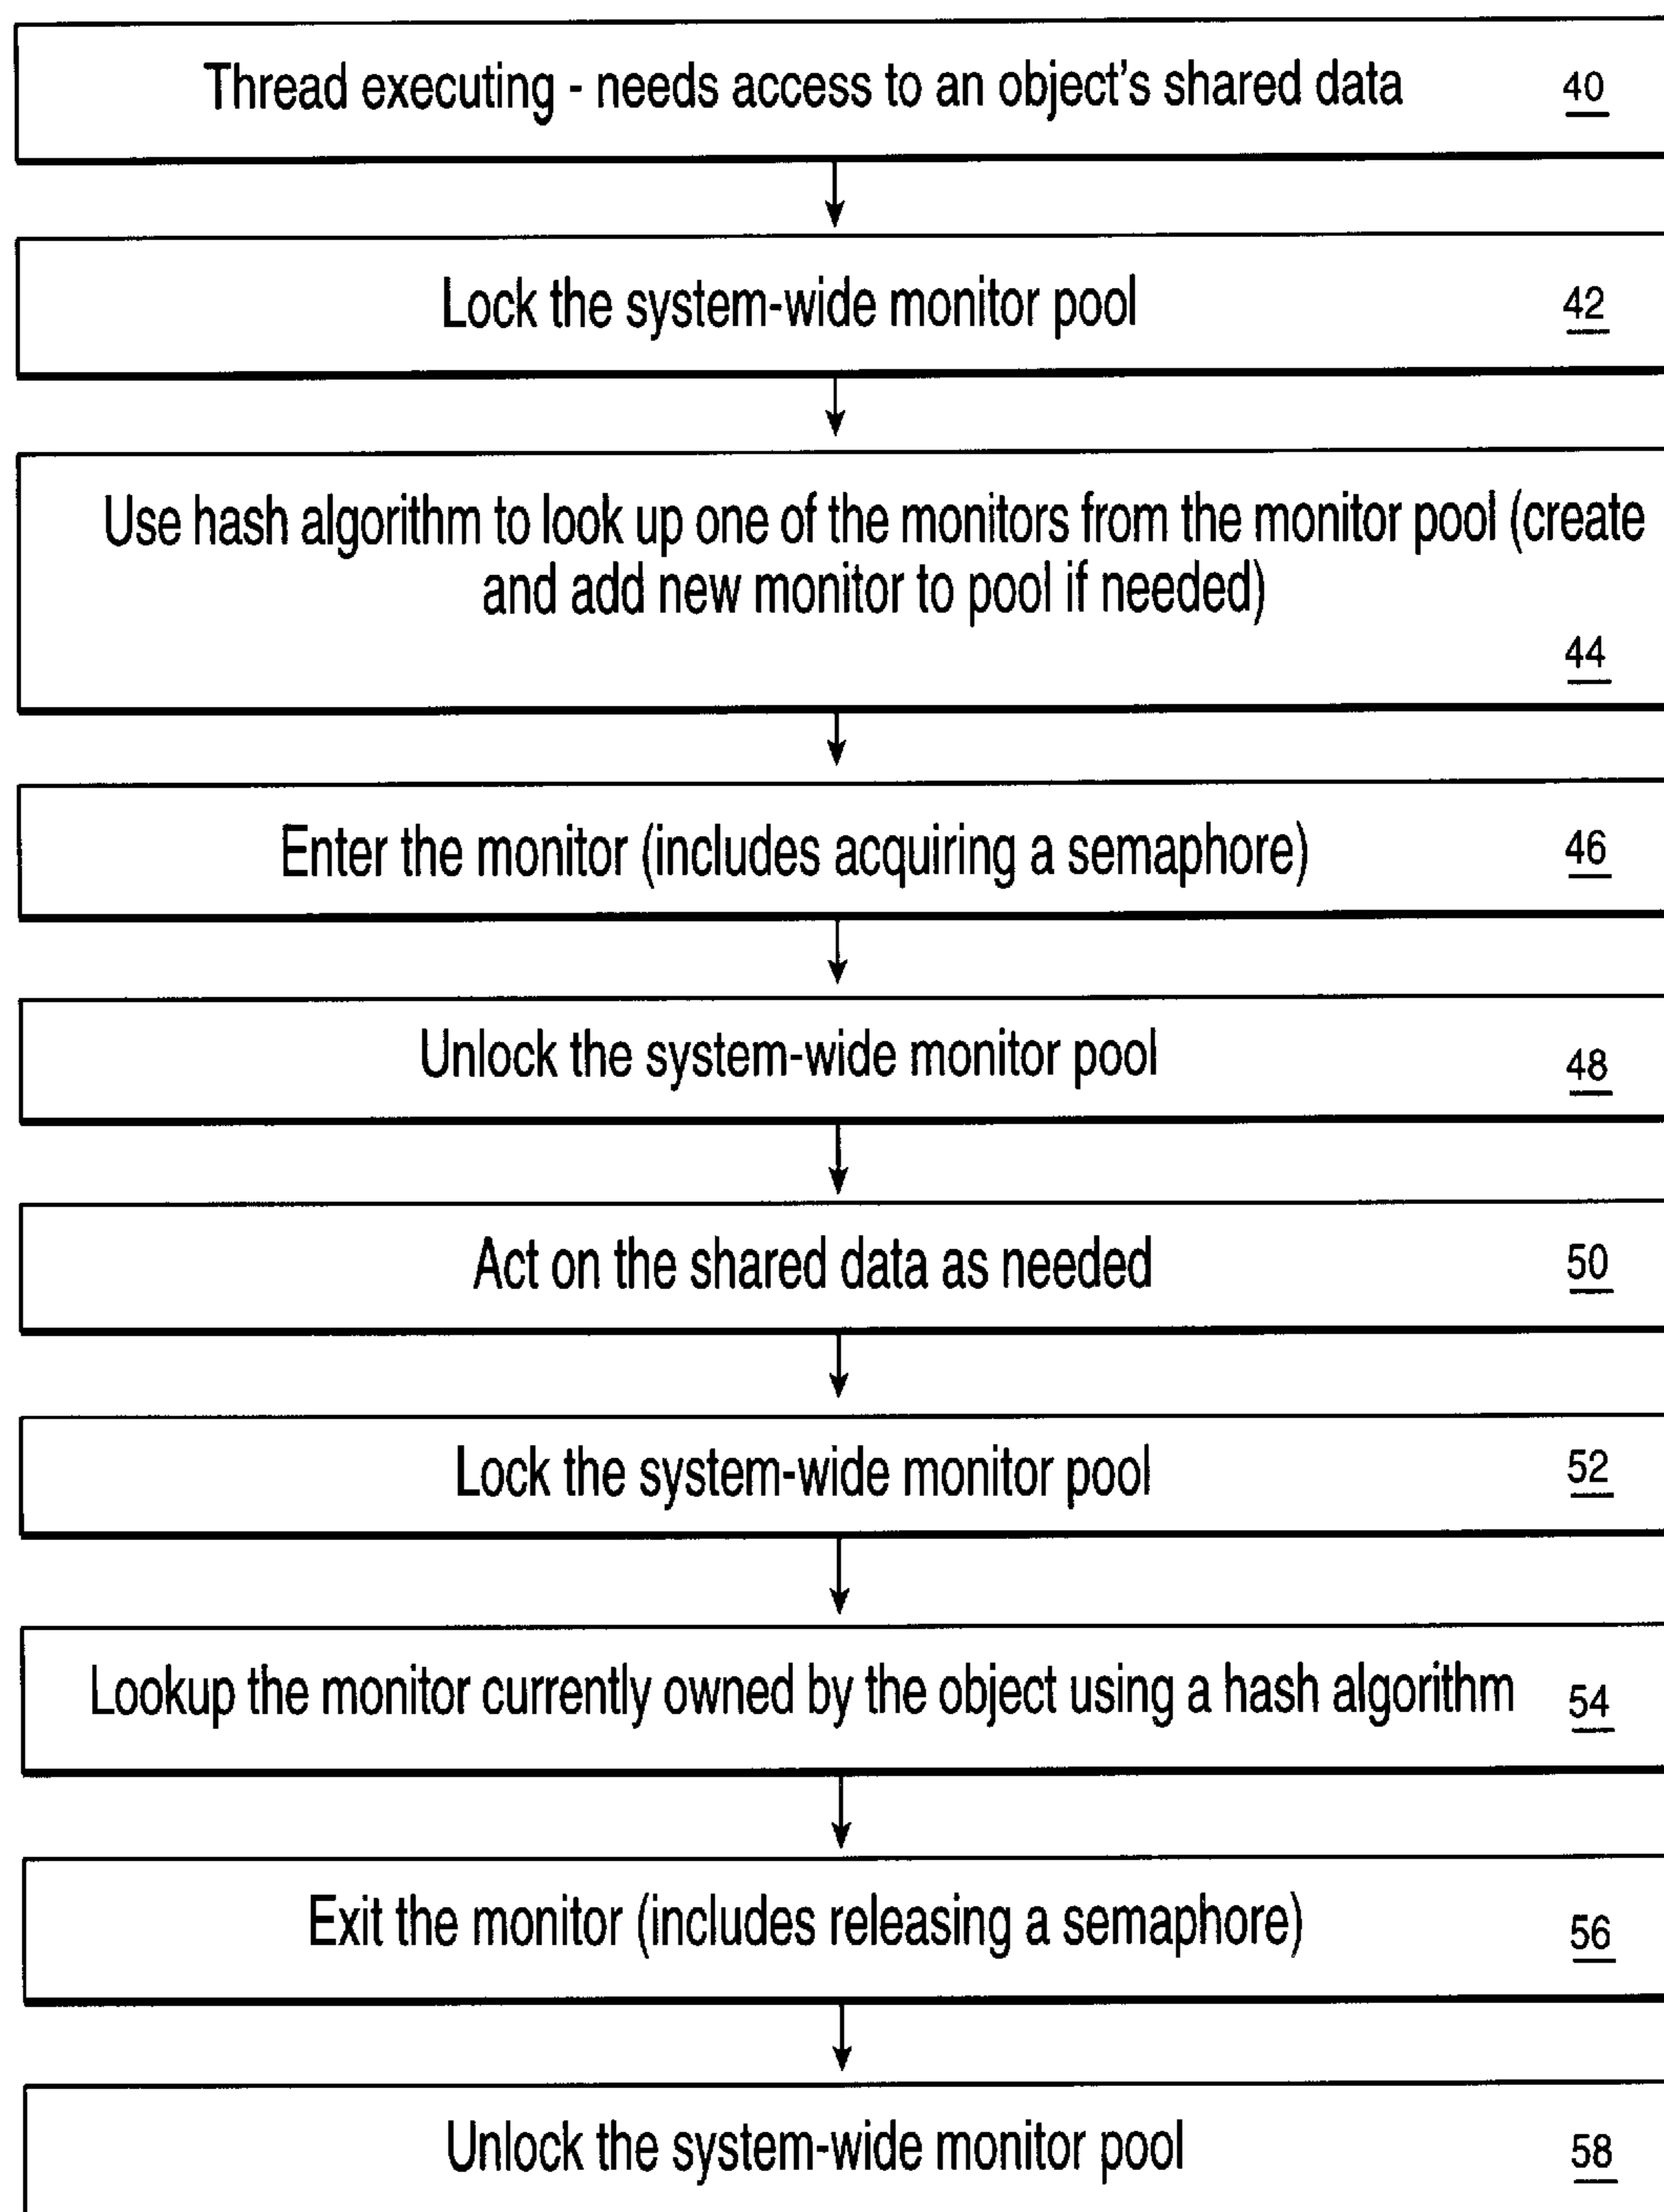 Thread executing - needs access to an object's shared data 40
Lock the system-wide monitor pool 42
Use hash algorithm to look up one of the monitors from the monitor pool (create
and add new monitor to pool if needed)
44
Enter the monitor (includes acquiring a semaphore) 46
Unlock the system-wide monitor pool 48
Act on the shared data as needed 50
Lock the system-wide monitor pool 52
Lookup the monitor currently owned by the object using a hash algorithm 54
Exit the monitor (includes releasing a semaphore) 56
Unlock the system-wide monitor pool 58